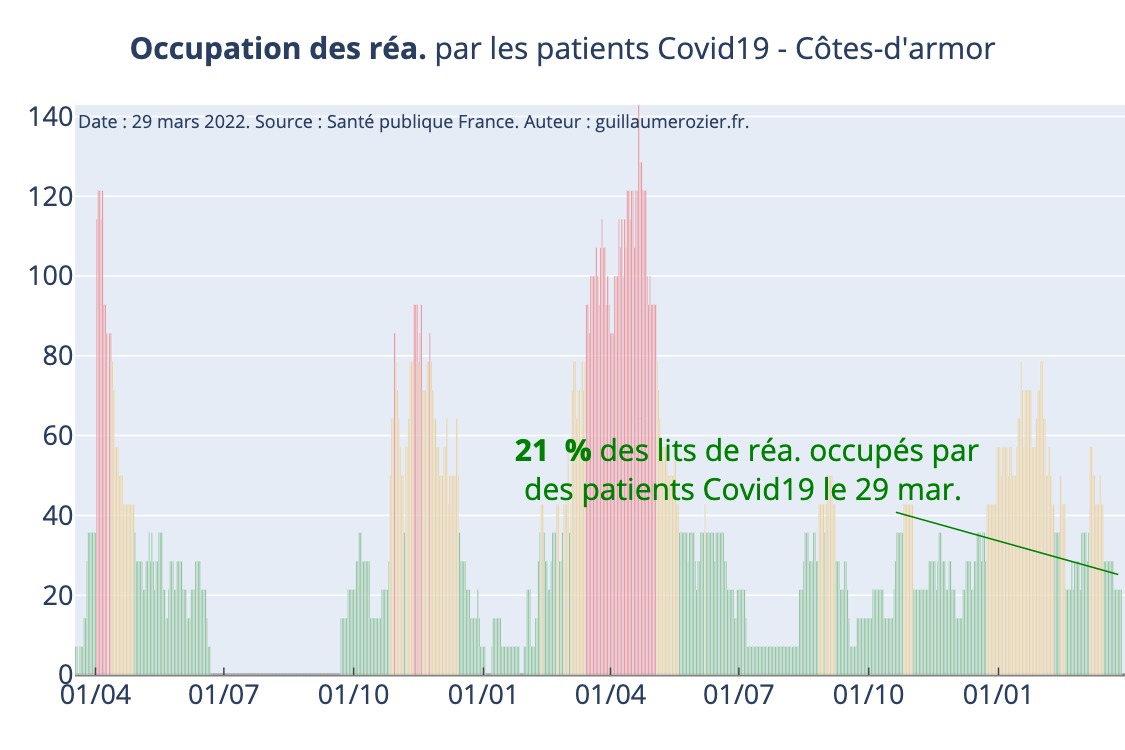 Occupation des réa. par les patients Covid19 - Côtes-d'armor
140
Date : 29 mars 2022. Source : Santé publique France. Auteur : guillaumerozier.fr.
120
100
80
60
21 % des lits de réa. occupés par
des patients Covid19 le 29 mar.
40
20
0
01/04 01/07 01/10 01/01 01/04 01/07 01/10 01/01